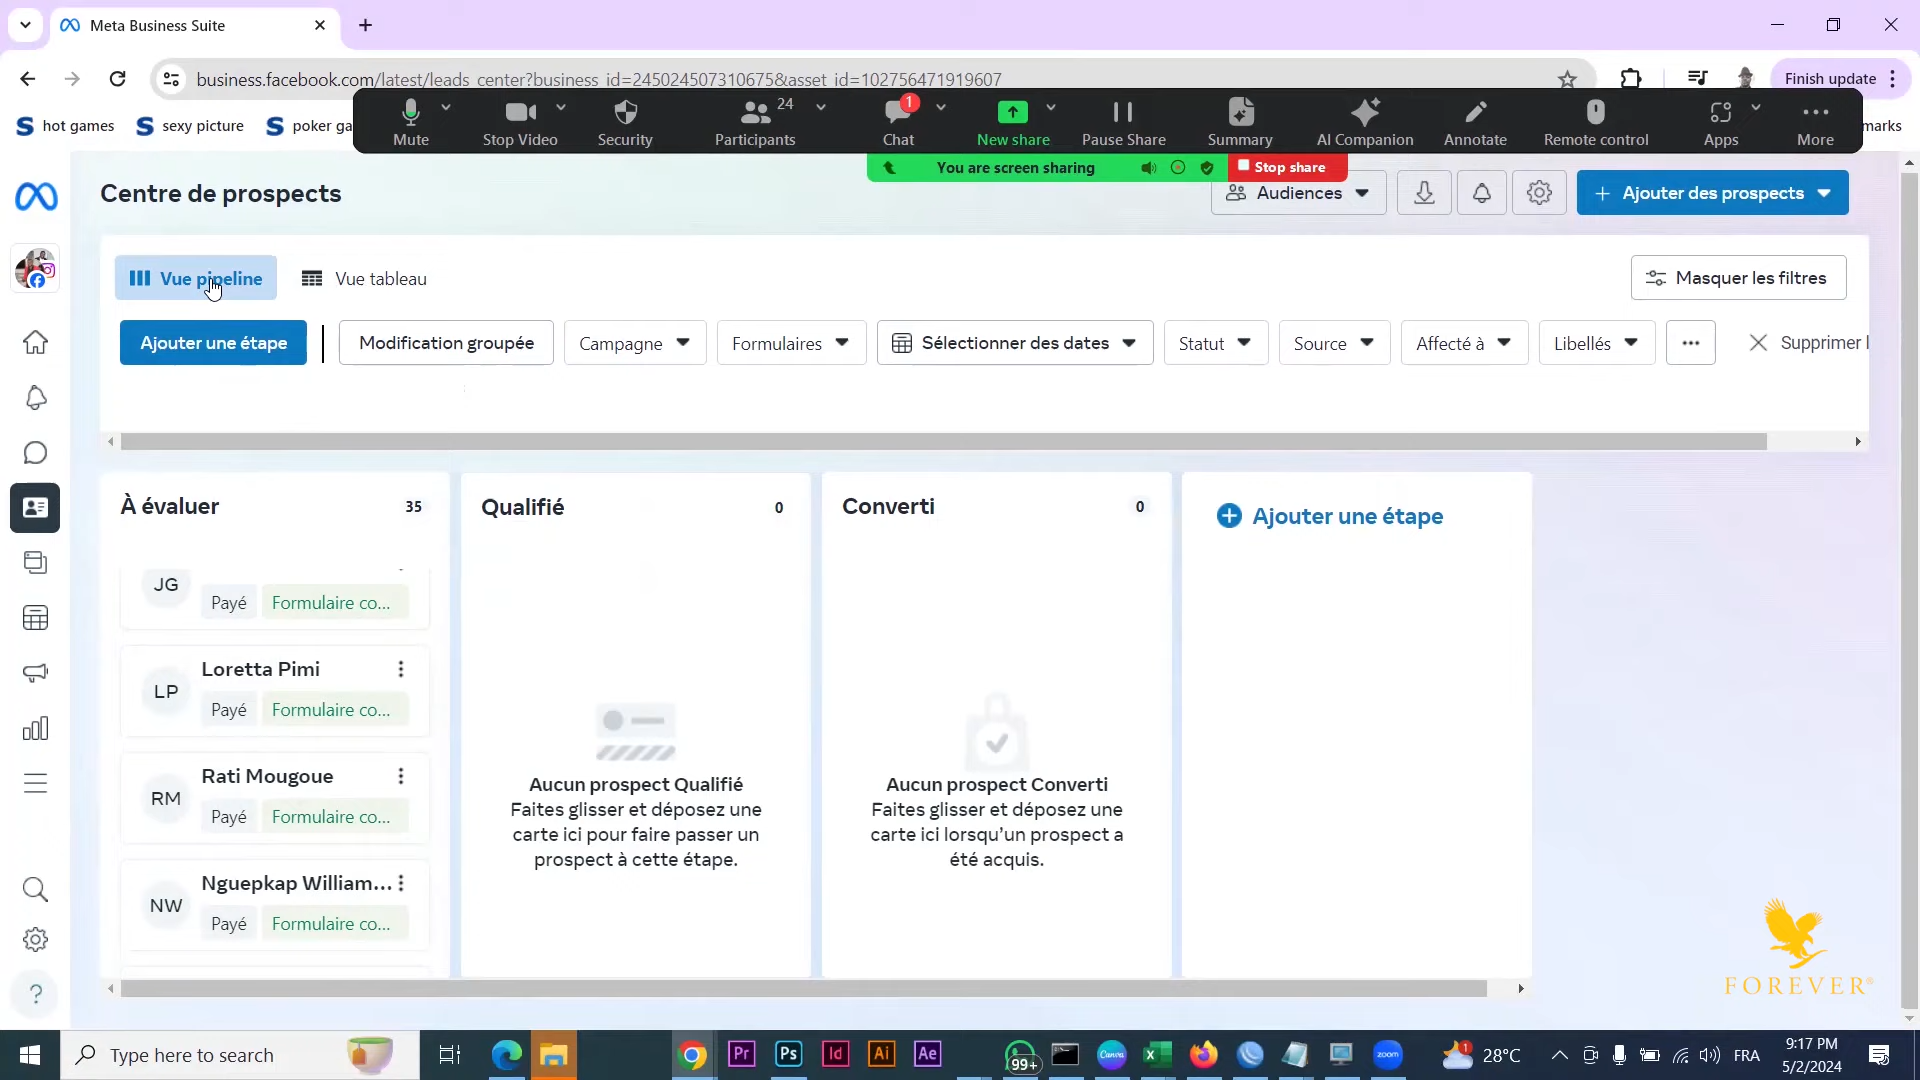 Meta Business Suite
business.facebook.com/latest/leads_center?business_id=245024507310675&asset_id=102756471919607
Finish update
hot games
sexy picture
poker ga
marks
Mute
Stop Video
Security
24
Participants
1
Chat
New share
Pause Share
Summary
AI Companion
Annotate
Remote control
Apps
More
You are screen sharing
Stop share
Centre de prospects
Audiences
Ajouter des prospects
Vue pipeline
Vue tableau
Masquer les filtres
Ajouter une étape
Modification groupée
Campagne
Formulaires
Sélectionner des dates
Statut
Source
Affecté à
Libellés
Supprimer l
À évaluer
35
Qualifié
0
Converti
0
Ajouter une étape
JG
Payé
Formulaire co...
LP
Loretta Pimi
Payé
Formulaire co...
RM
Rati Mougoue
Payé
Formulaire co...
NW
Nguepkap William...
Payé
Formulaire co...
Aucun prospect Qualifié
Faites glisser et déposez une
carte ici pour faire passer un
prospect à cette étape.
Aucun prospect Converti
Faites glisser et déposez une
carte ici lorsqu'un prospect a
été acquis.
FOREVER®
Type here to search
Pr
Ps
Id
Ai
Ae
99+
Canva
zoom
1
28°C
FRA
9:17 PM
5/2/2024